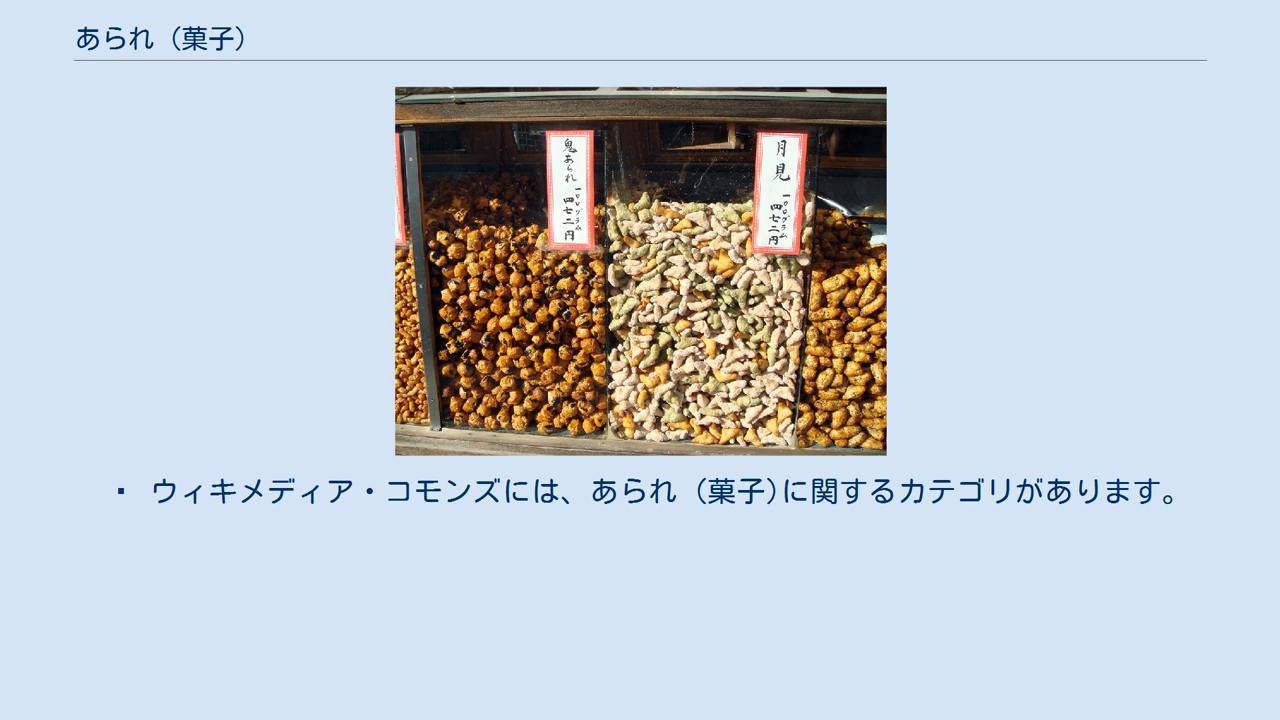 あられ（菓子）
鬼あられ 一〇〇グラム 四七二円
月見 一〇〇グラム 四七二円
▪ ウィキメディア・コモンズには、あられ (菓子)に関するカテゴリがあります。